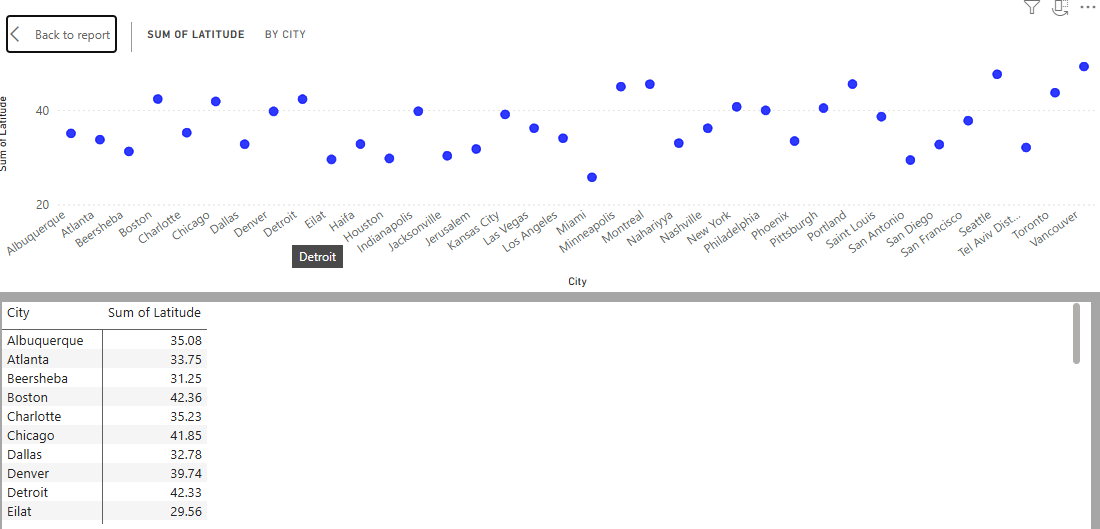 Back to report
SUM OF LATITUDE
BY CITY
Sum of Latitude
40
20
Albuquerque
Atlanta
Beersheba
Boston
Charlotte
Chicago
Dallas
Denver
Detroit
Eilat
Haifa
Houston
Indianapolis
Jacksonville
Jerusalem
Kansas City
Las Vegas
Los Angeles
Miami
Minneapolis
Montreal
Nahariyya
Nashville
New York
Philadelphia
Phoenix
Pittsburgh
Portland
Saint Louis
San Antonio
San Diego
San Francisco
Seattle
Tel Aviv Dist...
Toronto
Vancouver
Detroit
City
City Sum of Latitude
Albuquerque 35.08
Atlanta 33.75
Beersheba 31.25
Boston 42.36
Charlotte 35.23
Chicago 41.85
Dallas 32.78
Denver 39.74
Detroit 42.33
Eilat 29.56